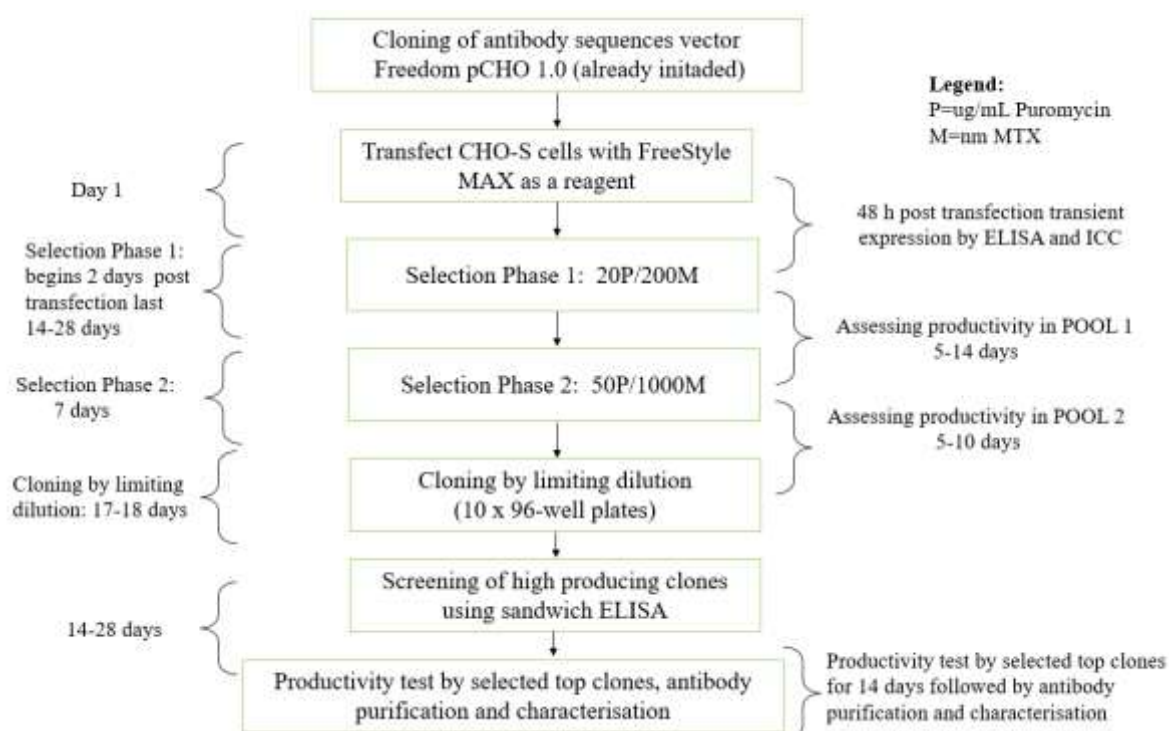 Cloning of antibody sequences vector
Freedom pCHO 1.0 (already initaded)
Legend:
P=ug/mL Puromycin
M=nm MTX
Transfect CHO-S cells with FreeStyle
MAX as a reagent
Day 1
48 h post transfection transient
expression by ELISA and ICC
Selection Phase 1:
begins 2 days post
transfection last
14-28 days
Selection Phase 1: 20P/200M
Assessing productivity in POOL 1
5-14 days
Selection Phase 2:
7 days
Selection Phase 2: 50P/1000M
Assessing productivity in POOL 2
5-10 days
Cloning by limiting
dilution: 17-18 days
Cloning by limiting dilution
(10 x 96-well plates)
Screening of high producing clones
using sandwich ELISA
14-28 days
Productivity test by selected top clones, antibody
purification and characterisation
Productivity test by selected top clones
for 14 days followed by antibody
purification and characterisation